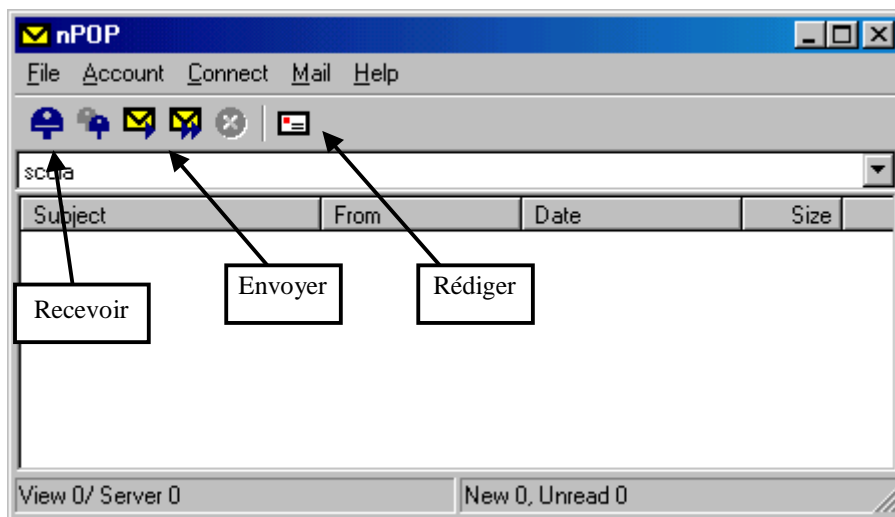 nPOP
File Account Connect Mail Help
Subject From Date Size
Recevoir
Envoyer
Rédiger
View 0/ Server 0
New 0, Unread 0